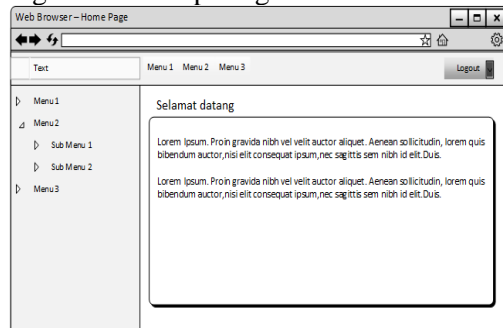 Web Browser – Home Page
Text
Menu 1 Menu 2 Menu 3
Logout
Menu 1
Menu 2
Sub Menu 1
Sub Menu 2
Menu 3
Selamat datang
Lorem Ipsum. Proin gravida nibh vel velit auctor aliquet. Aenean sollicitudin, lorem quis
bibendum auctor, nisi elit consequat ipsum, nec sagittis sem nibh id elit. Duis.
Lorem Ipsum. Proin gravida nibh vel velit auctor aliquet. Aenean sollicitudin, lorem quis
bibendum auctor, nisi elit consequat ipsum, nec sagittis sem nibh id elit. Duis.